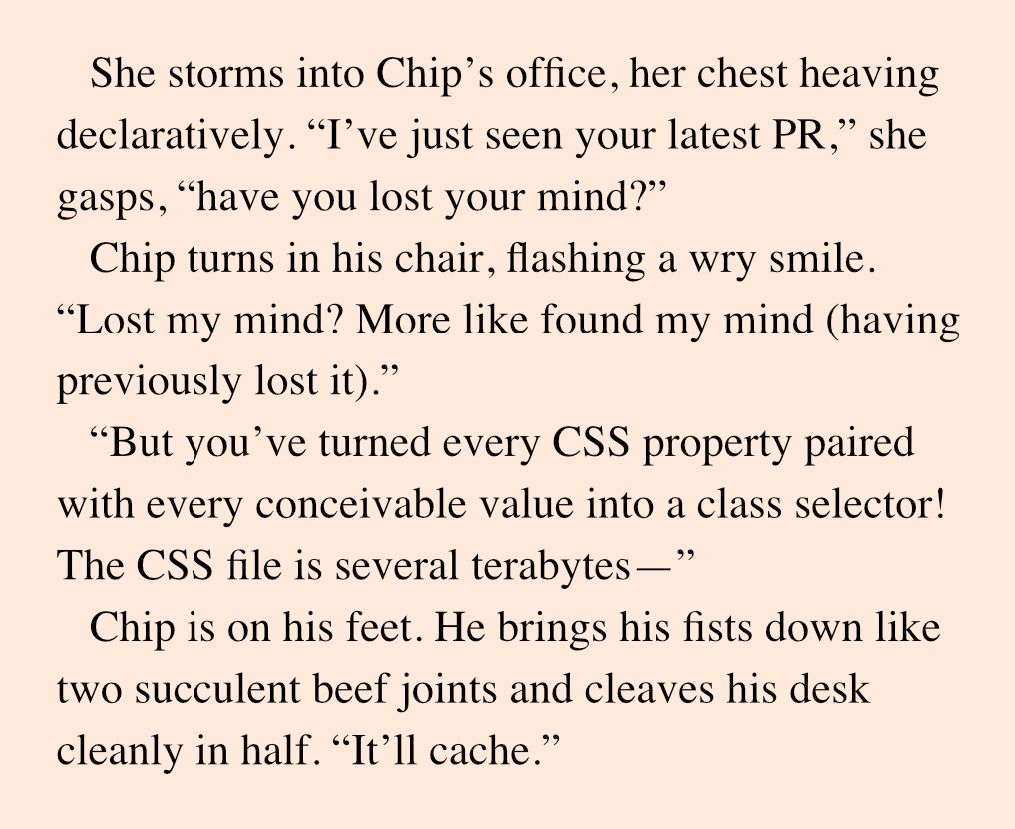 She storms into Chip’s office, her chest heaving
declaratively. “I’ve just seen your latest PR,” she
gasps, “have you lost your mind?”
Chip turns in his chair, flashing a wry smile.
“Lost my mind? More like found my mind (having
previously lost it).”
“But you’ve turned every CSS property paired
with every conceivable value into a class selector!
The CSS file is several terabytes—”
Chip is on his feet. He brings his fists down like
two succulent beef joints and cleaves his desk
cleanly in half. “It’ll cache.”